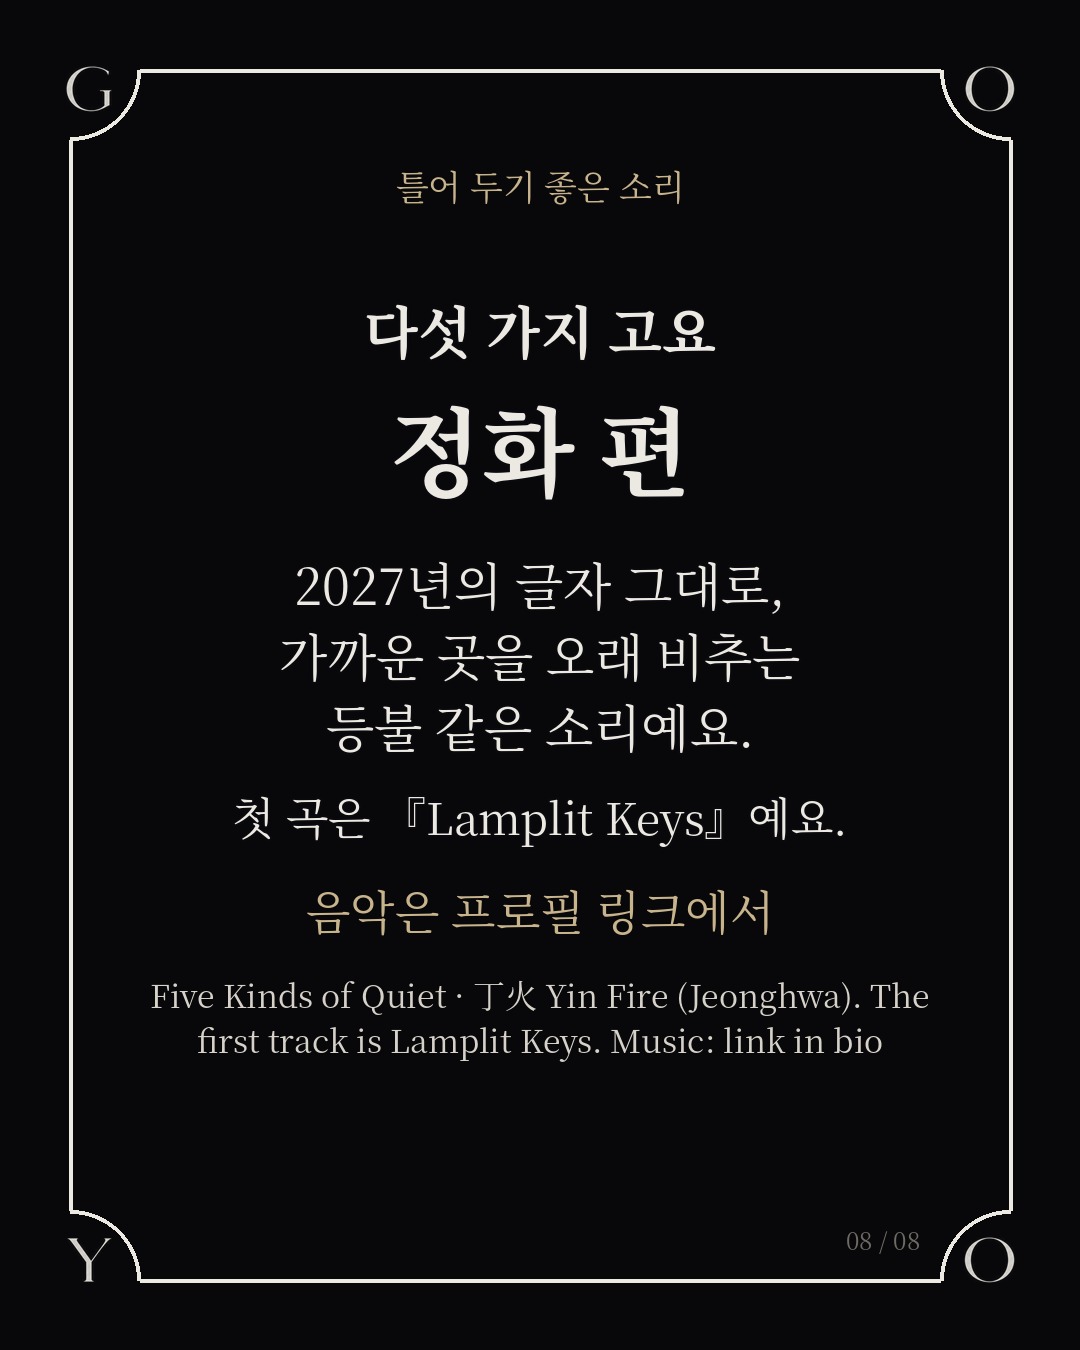 G O
틀어 두기 좋은 소리
다섯 가지 고요
정화 편
2027년의 글자 그대로,
가까운 곳을 오래 비추는
등불 같은 소리예요.
첫 곡은 『Lamplit Keys』예요.
음악은 프로필 링크에서
Five Kinds of Quiet · 丁火 Yin Fire (Jeonghwa). The
first track is Lamplit Keys. Music: link in bio
08 / 08
Y O